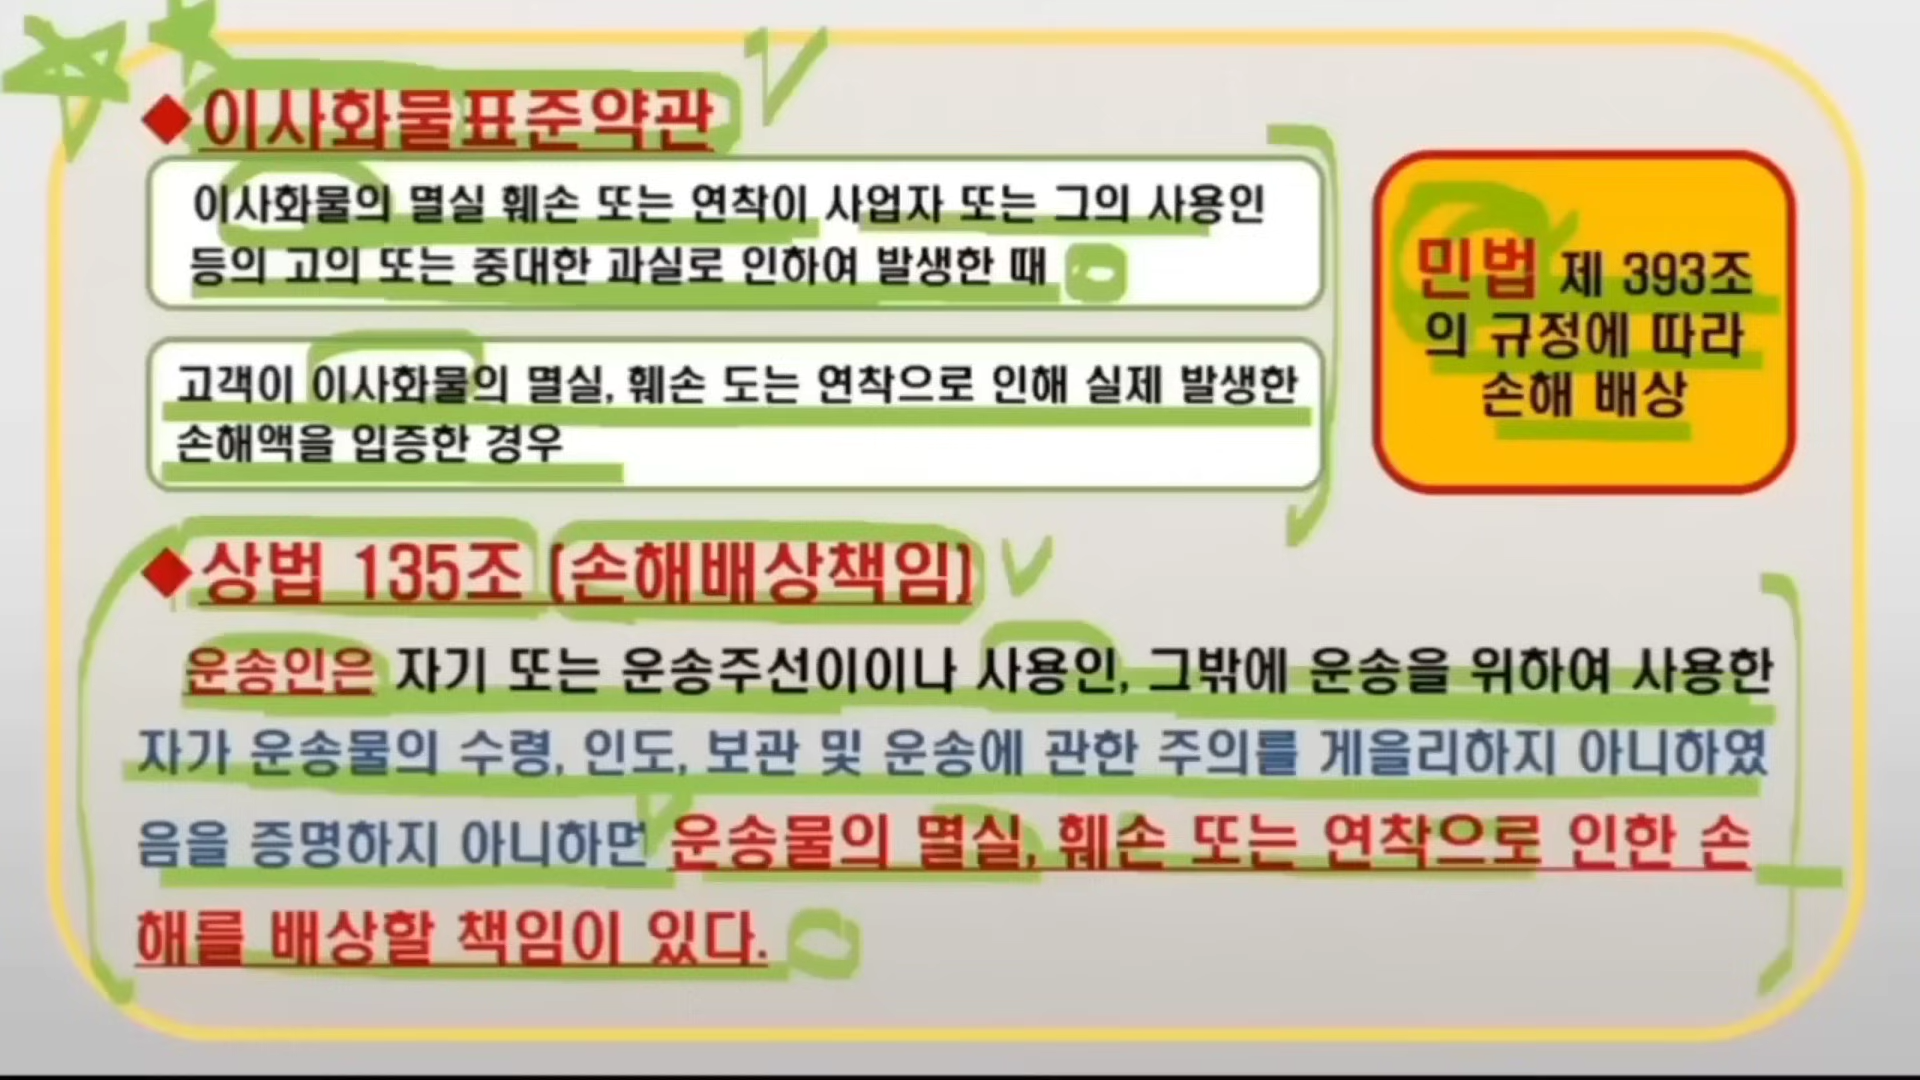 ◆이사화물표준약관
이사화물의 멸실 훼손 또는 연착이 사업자 또는 그의 사용인
등의 고의 또는 중대한 과실로 인하여 발생한 때
고객이 이사화물의 멸실, 훼손 도는 연착으로 인해 실제 발생한
손해액을 입증한 경우
민법 제 393조
의 규정에 따라
손해 배상
◆상법 135조 (손해배상책임)
운송인은 자기 또는 운송주선이이나 사용인, 그밖에 운송을 위하여 사용한
자가 운송물의 수령, 인도, 보관 및 운송에 관한 주의를 게을리하지 아니하였
음을 증명하지 아니하면 운송물의 멸실, 훼손 또는 연착으로 인한 손
해를 배상할 책임이 있다.